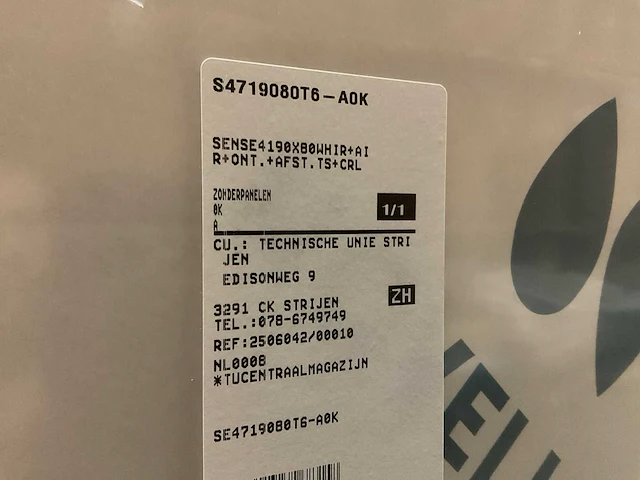 S4719080T6-A0K
SENSE4190X80WHIR+AI
R+ONT.+AFST.TS+CRL
ZONDERPANELEN
0K
A
1/1
CU.: TECHNISCHE UNIE STRI
JEN
EDISONWEG 9
3291 CK STRIJEN
ZH
TEL.:078-6749749
REF:2506042/00010
NL0008
*TUCENTRAALMAGAZIJN
SE4719080T6-A0K